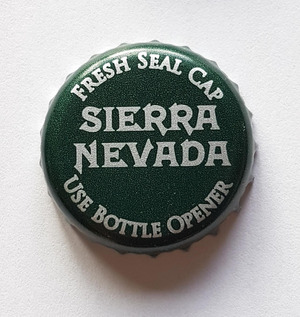 FRESH SEAL CAP
SIERRA
NEVADA
USE BOTTLE OPENER